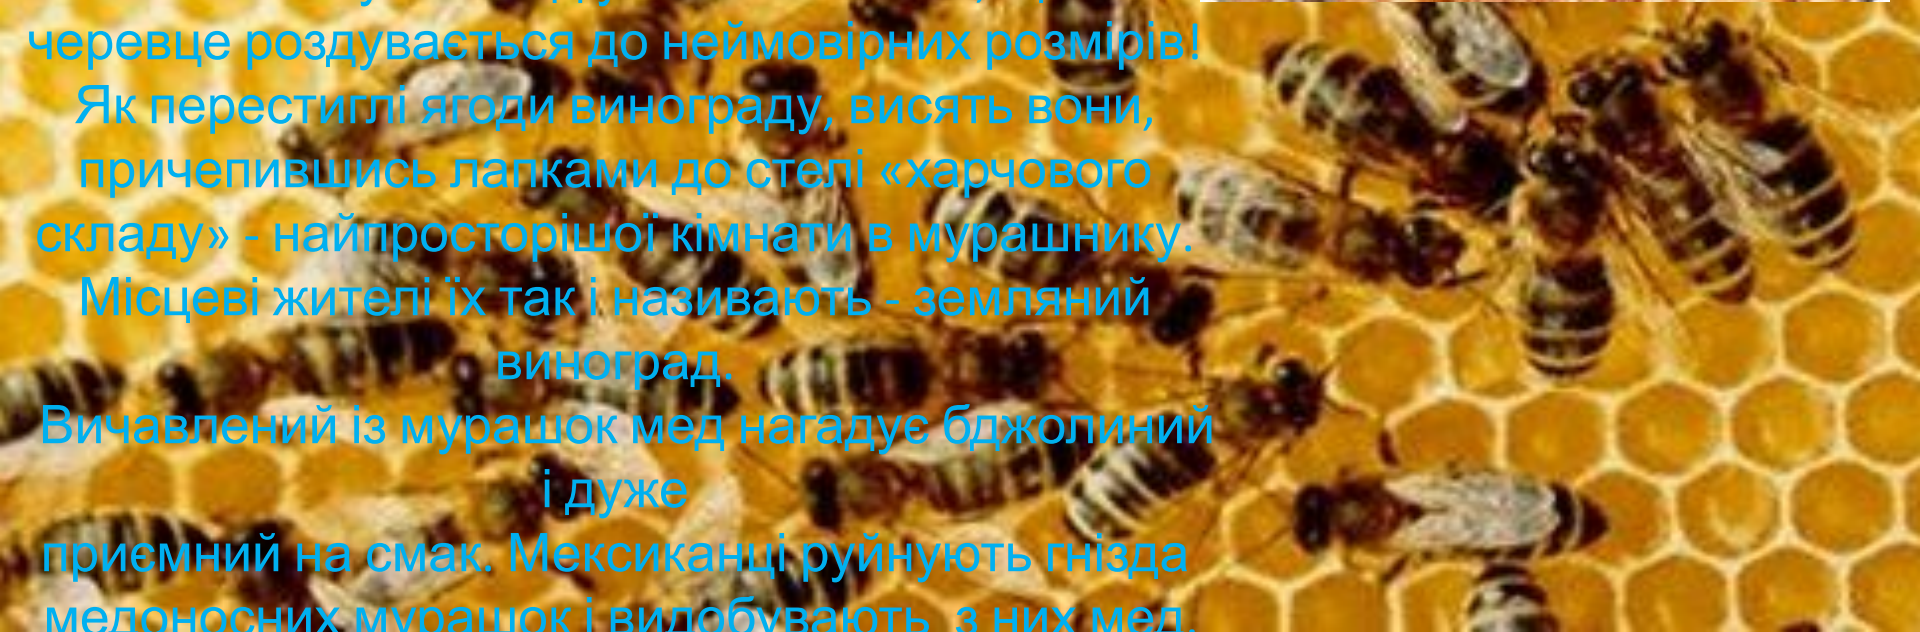 черевце роздувається до неймовірних розмірів!
Як перестиглі ягоди винограду, висять вони,
причепившись лапками до стелі «харчового
складу» - найпросторішої кімнати в мурашнику.
Місцеві жителі їх так і називають - земляний
виноград.
Вичавлений із мурашок мед нагадує бджолиний
і дуже
приємний на смак. Мексиканці руйнують гнізда
медоносних мурашок і видобувають з них мед.